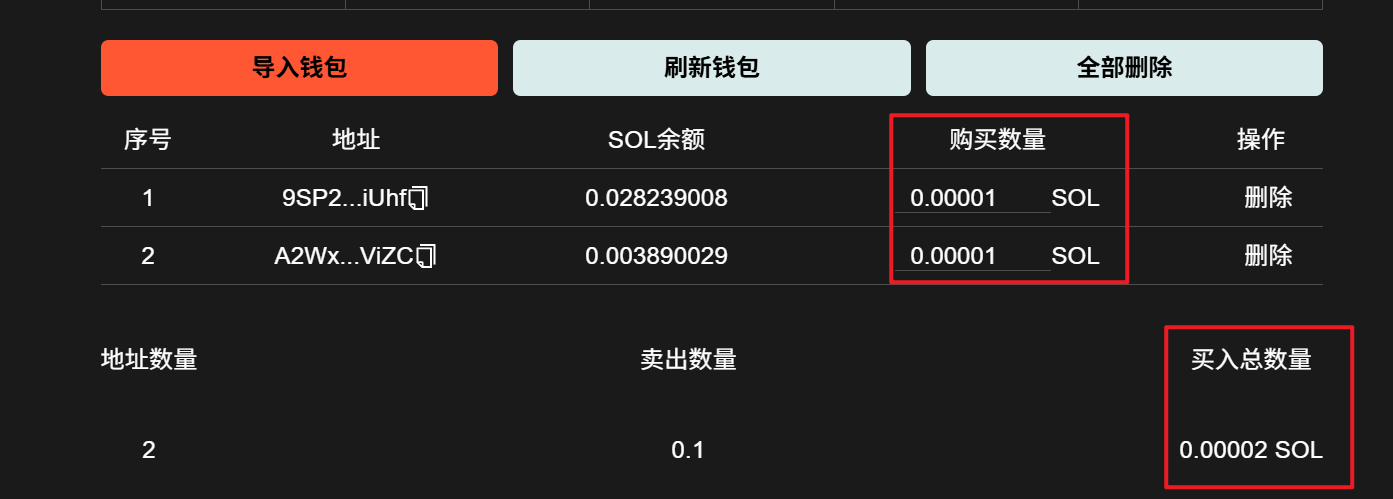 导入钱包 刷新钱包 全部删除
序号 地址 SOL余额 购买数量 操作
1 9SP2...iUhf 0.028239008 0.00001 SOL 删除
2 A2Wx...ViZC 0.003890029 0.00001 SOL 删除
地址数量 卖出数量 买入总数量
2 0.1 0.00002 SOL